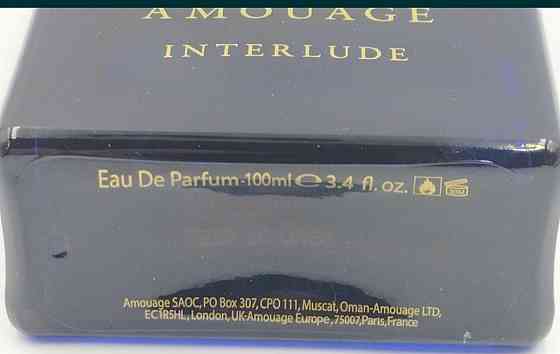 AMOUAGE
INTERLUDE
Eau De Parfum-100ml℮3.4 fl. oz.
Amouage SAOC, PO Box 307, CPO 111, Muscat, Oman-Amouage LTD,
EC1R5HL, London, UK-Amouage Europe, 75007, Paris, France